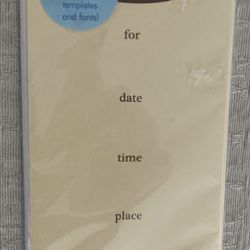 templates
and fonts!
for
date
time
place